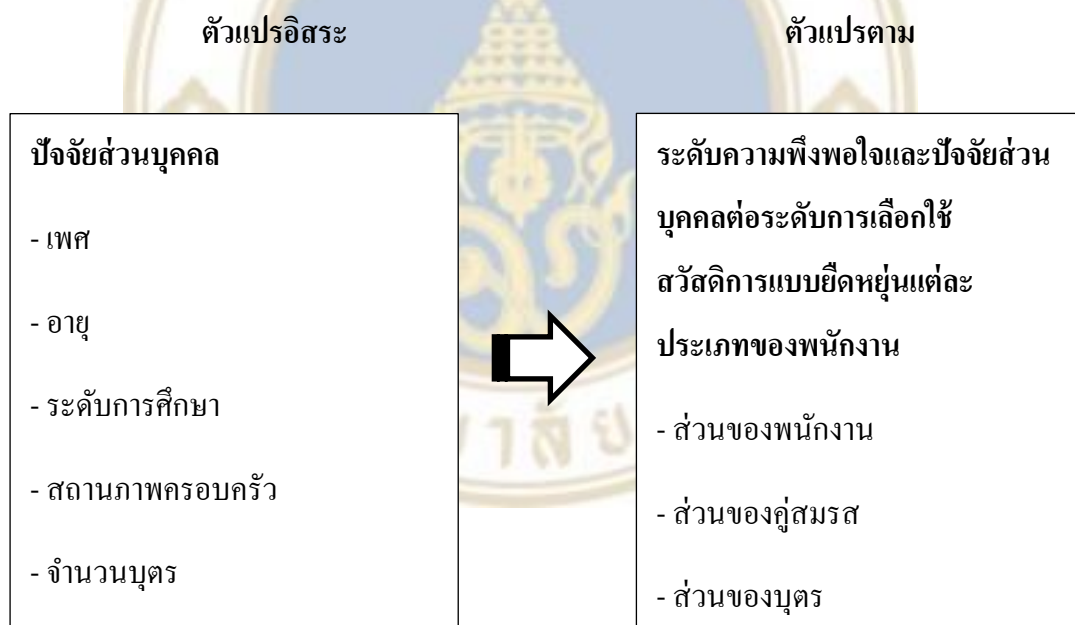 ตัวแปรอิสระ
ตัวแปรตาม
ปัจจัยส่วนบุคคล
- เพศ
- อายุ
- ระดับการศึกษา
- สถานภาพครอบครัว
- จำนวนบุตร
ระดับความพึงพอใจและปัจจัยส่วน
บุคคลต่อระดับการเลือกใช้
สวัสดิการแบบยืดหยุ่นแต่ละ
ประเภทของพนักงาน
- ส่วนของพนักงาน
- ส่วนของคู่สมรส
- ส่วนของบุตร